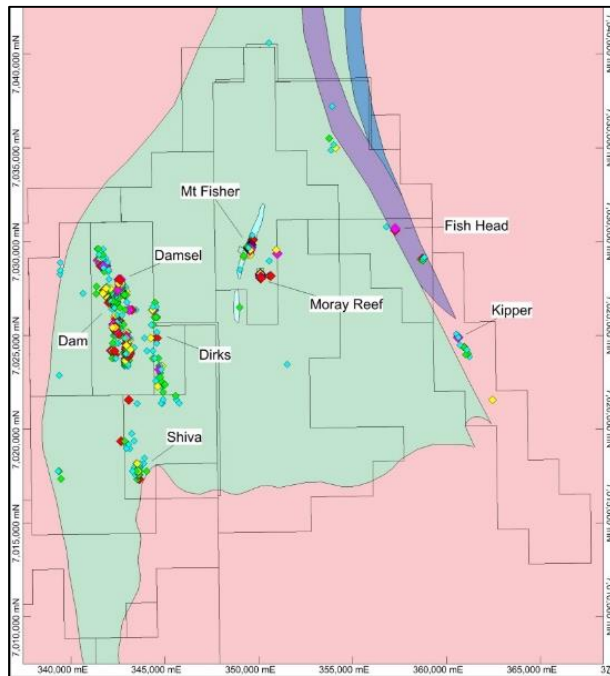 7,040,000 mN
7,035,000 mN
7,030,000 mN
7,025,000 mN
7,020,000 mN
7,015,000 mN
7,010,000 mN
Mt Fisher
Fish Head
Damsel
Moray Reef
Kipper
Dam
Dirks
Shiva
340,000 mE
345,000 mE
350,000 mE
355,000 mE
360,000 mE
365,000 mE